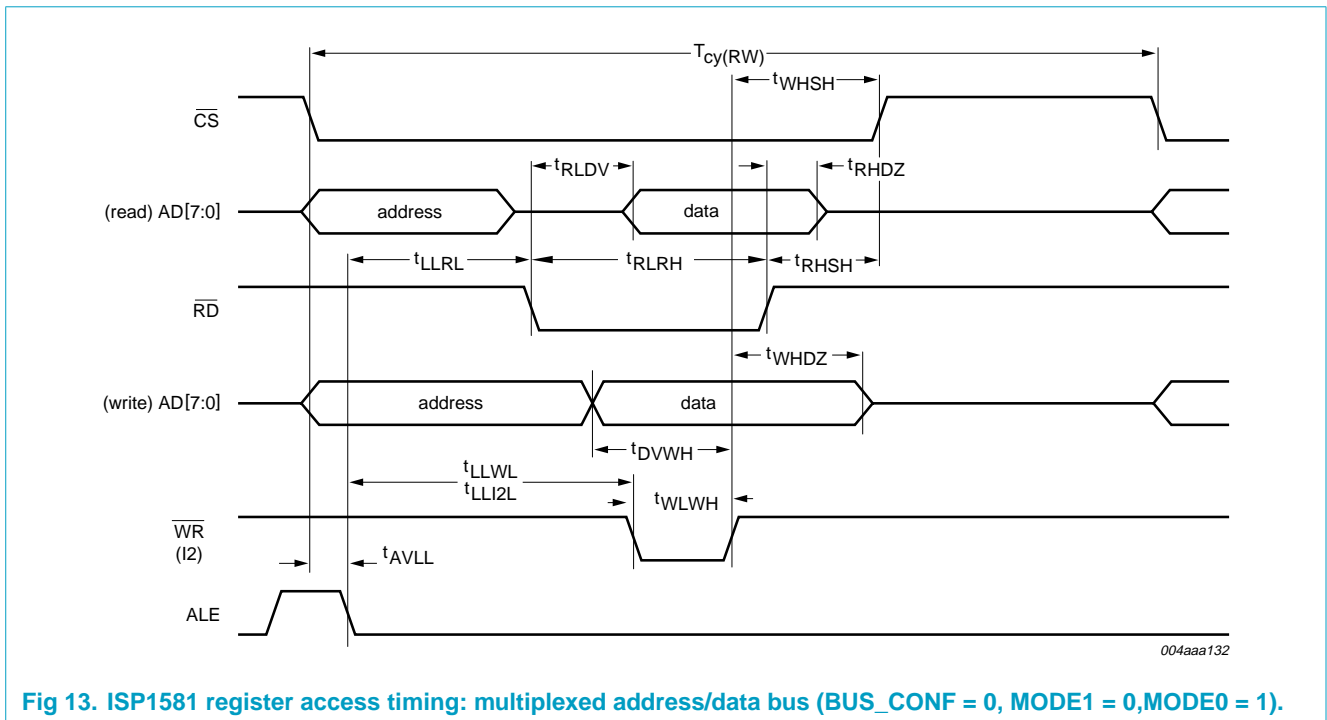 Tcy(RW)
tWHSH
CS
tRLDV
tRHDZ
(read) AD[7:0]
address
data
tLLRL
tRLRH
tRHSH
RD
tWHDZ
(write) AD[7:0]
address
data
tDVWH
tLLWL
tLLI2L
tWLWH
WR
(I2)
tAVLL
ALE
004aaa132
Fig 13. ISP1581 register access timing: multiplexed address/data bus (BUS_CONF = 0, MODE1 = 0,MODE0 = 1).